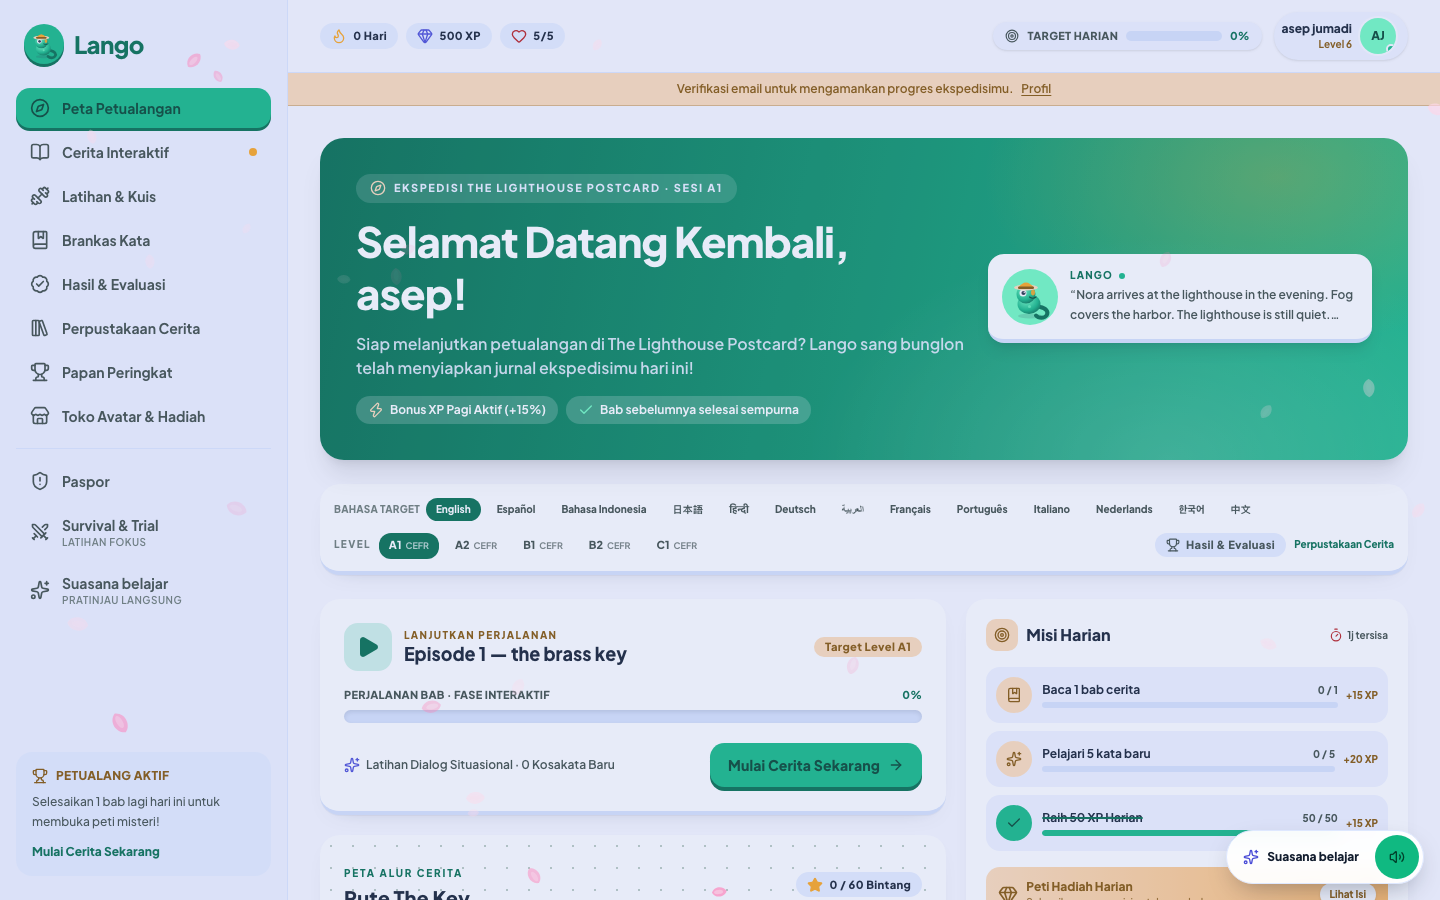 Lango
Peta Petualangan
Cerita Interaktif
Latihan & Kuis
Brankas Kata
Hasil & Evaluasi
Perpustakaan Cerita
Papan Peringkat
Toko Avatar & Hadiah
Paspor
Survival & Trial
LATIHAN FOKUS
Suasana belajar
PRATINJAU LANGSUNG
PETUALANG AKTIF
Selesaikan 1 bab lagi hari ini untuk
membuka peti misteri!
Mulai Cerita Sekarang
0 Hari
500 XP
5/5
TARGET HARIAN
0%
asep jumadi
Level 6
AJ
Verifikasi email untuk mengamankan progres ekspedisimu. Profil
EKSPEDISI THE LIGHTHOUSE POSTCARD · SESI A1
Selamat Datang Kembali,
asep!
Siap melanjutkan petualangan di The Lighthouse Postcard? Lango sang bunglon
telah menyiapkan jurnal ekspedisimu hari ini!
Bonus XP Pagi Aktif (+15%)
Bab sebelumnya selesai sempurna
LANGO
“Nora arrives at the lighthouse in the evening. Fog
covers the harbor. The lighthouse is still quiet. …
BAHASA TARGET English Español Bahasa Indonesia 日本語 हिन्दी Deutsch العربية Français Português Italiano Nederlands 한국어 中文
LEVEL A1 CEFR A2 CEFR B1 CEFR B2 CEFR C1 CEFR
Hasil & Evaluasi
Perpustakaan Cerita
LANJUTKAN PERJALANAN
Episode 1 — the brass key
Target Level A1
PERJALANAN BAB · FASE INTERAKTIF
0%
Latihan Dialog Situasional · 0 Kosakata Baru
Mulai Cerita Sekarang
PETA ALUR CERITA
Rute The Key
0 / 60 Bintang
Misi Harian
1j tersisa
Baca 1 bab cerita
0 / 1
+15 XP
Pelajari 5 kata baru
0 / 5
+20 XP
Raih 50 XP Harian
50 / 50
+15 XP
Peti Hadiah Harian
Lihat Isi
Suasana belajar